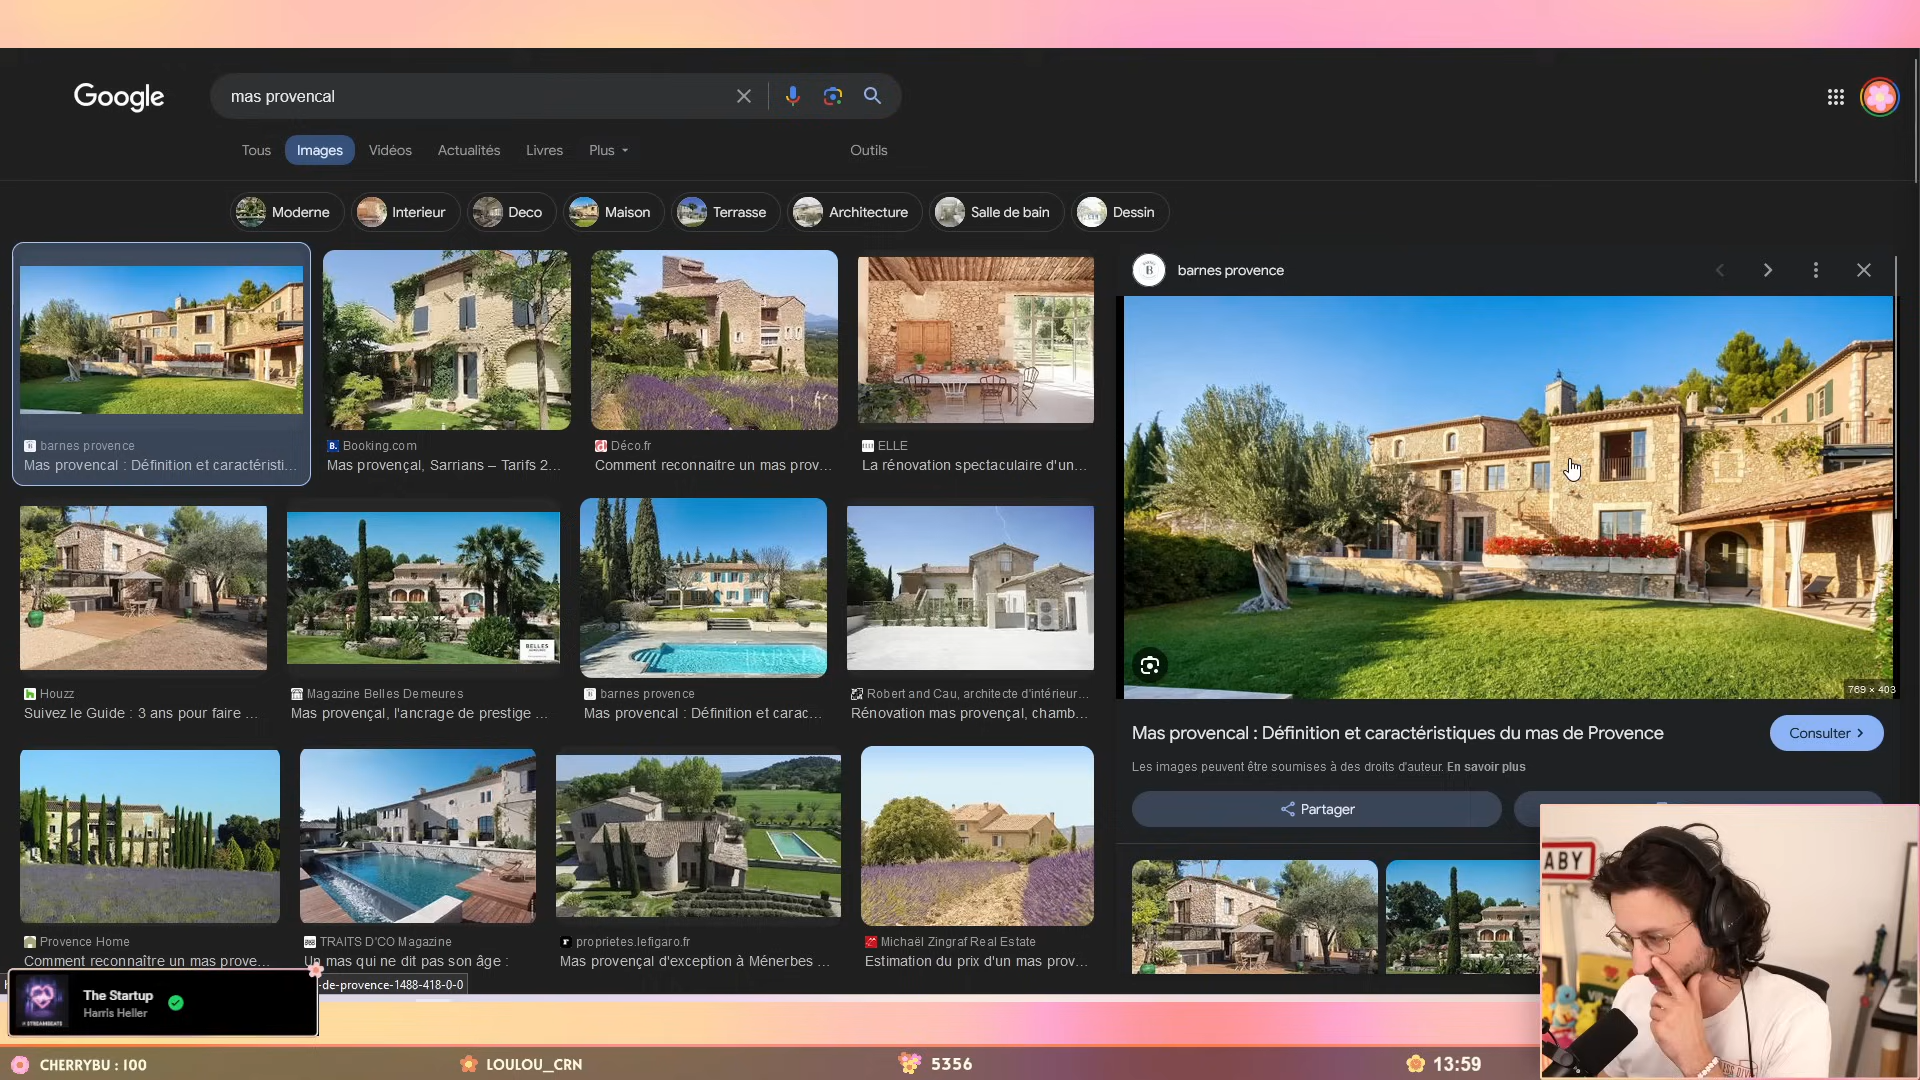 Google
mas provencal
Tous
Images
Vidéos
Actualités
Livres
Plus
Outils
Moderne
Interieur
Deco
Maison
Terrasse
Architecture
Salle de bain
Dessin
barnes provence
Mas provencal : Définition et caractéristi...
Booking.com
Mas provençal, Sarrians – Tarifs 2...
Déco.fr
Comment reconnaitre un mas prov...
ELLE
La rénovation spectaculaire d'un...
B
barnes provence
769 × 403
Mas provencal : Définition et caractéristiques du mas de Provence
Consulter
Les images peuvent être soumises à des droits d'auteur. En savoir plus
Partager
Houzz
Suivez le Guide : 3 ans pour faire ...
BELLES
Magazine Belles Demeures
Mas provençal, l'ancrage de prestige ...
barnes provence
Mas provencal : Définition et carac...
Robert and Cau, architecte d'intérieur...
Rénovation mas provençal, chamb...
Provence Home
Comment reconnaître un mas prove...
TRAITS D'CO Magazine
Un mas qui ne dit pas son âge :
proprietes.lefigaro.fr
Mas provençal d'exception à Ménerbes ...
Michaël Zingraf Real Estate
Estimation du prix d'un mas prov...
-de-provence-1488-418-0-0
The Startup
Harris Heller
STREAMBEATS
ABY
CHERRYBU : 100
LOULOU_CRN
5356
13:59